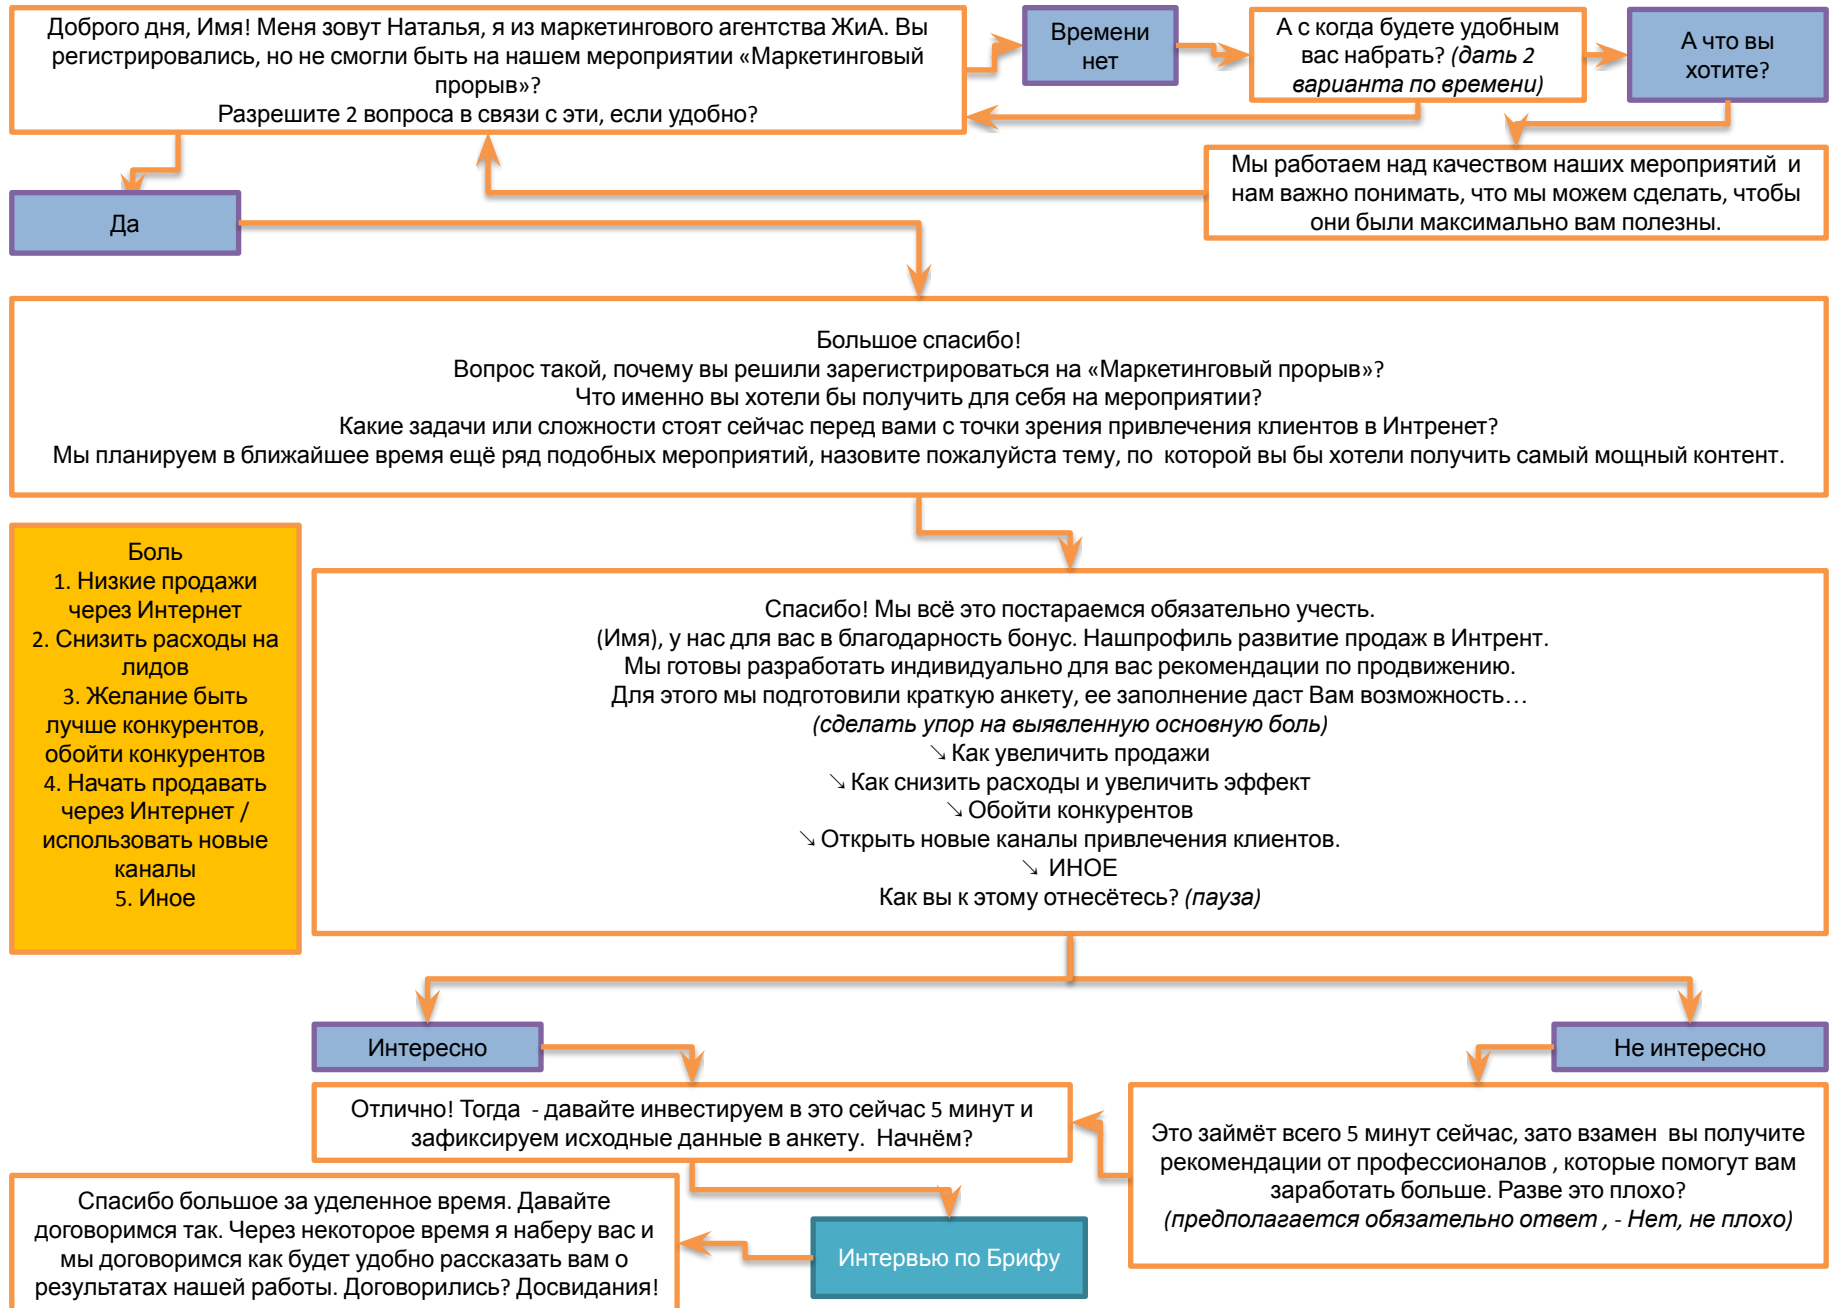 Доброго дня, Имя! Меня зовут Наталья, я из маркетингового агентства ЖиА. Вы
регистрировались, но не смогли быть на нашем мероприятии «Маркетинговый
прорыв»?
Разрешите 2 вопроса в связи с эти, если удобно?
Времени
нет
А с когда будете удобным
вас набрать? (дать 2
варианта по времени)
А что вы
хотите?
Мы работаем над качеством наших мероприятий и
нам важно понимать, что мы можем сделать, чтобы
они были максимально вам полезны.
Да
Большое спасибо!
Вопрос такой, почему вы решили зарегистрироваться на «Маркетинговый прорыв»?
Что именно вы хотели бы получить для себя на мероприятии?
Какие задачи или сложности стоят сейчас перед вами с точки зрения привлечения клиентов в Интренет?
Мы планируем в ближайшее время ещё ряд подобных мероприятий, назовите пожалуйста тему, по которой вы бы хотели получить самый мощный контент.
Боль
1. Низкие продажи
через Интернет
2. Снизить расходы на
лидов
3. Желание быть
лучше конкурентов,
обойти конкурентов
4. Начать продавать
через Интернет /
использовать новые
каналы
5. Иное
Спасибо! Мы всё это постараемся обязательно учесть.
(Имя), у нас для вас в благодарность бонус. Нашпрофиль развитие продаж в Интрент.
Мы готовы разработать индивидуально для вас рекомендации по продвижению.
Для этого мы подготовили краткую анкету, ее заполнение даст Вам возможность…
(сделать упор на выявленную основную боль)
↘ Как увеличить продажи
↘ Как снизить расходы и увеличить эффект
↘ Обойти конкурентов
↘ Открыть новые каналы привлечения клиентов.
↘ ИНОЕ
Как вы к этому отнесётесь? (пауза)
Интересно
Не интересно
Отлично! Тогда - давайте инвестируем в это сейчас 5 минут и
зафиксируем исходные данные в анкету. Начнём?
Это займёт всего 5 минут сейчас, зато взамен вы получите
рекомендации от профессионалов , которые помогут вам
заработать больше. Разве это плохо?
(предполагается обязательно ответ , - Нет, не плохо)
Спасибо большое за уделенное время. Давайте
договоримся так. Через некоторое время я наберу вас и
мы договоримся как будет удобно рассказать вам о
результатах нашей работы. Договорились? Досвидания!
Интервью по Брифу